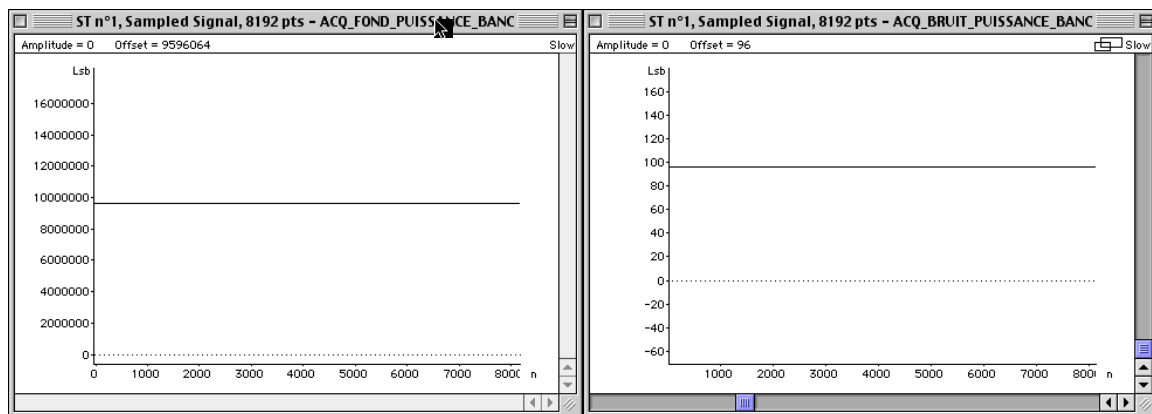 ST n°1, Sampled Signal, 8192 pts - ACQ_FOND_PUISSANCE_BANC
Amplitude = 0 Offset = 9596064 Slow
Lsb
16000000
14000000
12000000
10000000
8000000
6000000
4000000
2000000
0
0 1000 2000 3000 4000 5000 6000 7000 800 n
ST n°1, Sampled Signal, 8192 pts - ACQ_BRUIT_PUISSANCE_BANC
Amplitude = 0 Offset = 96 Slow
Lsb
160
140
120
100
80
60
40
20
0
-20
-40
-60
1000 2000 3000 4000 5000 6000 7000 800 n